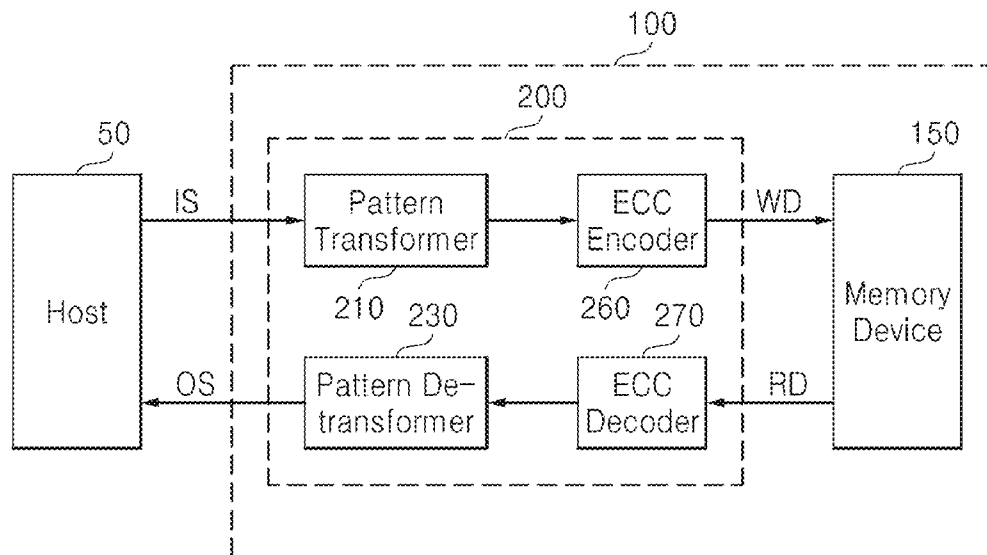 100
200
50
150
IS
Pattern
Transformer
ECC
Encoder
WD
210
260
Host
Memory
Device
230
270
OS
Pattern De-
transformer
ECC
Decoder
RD